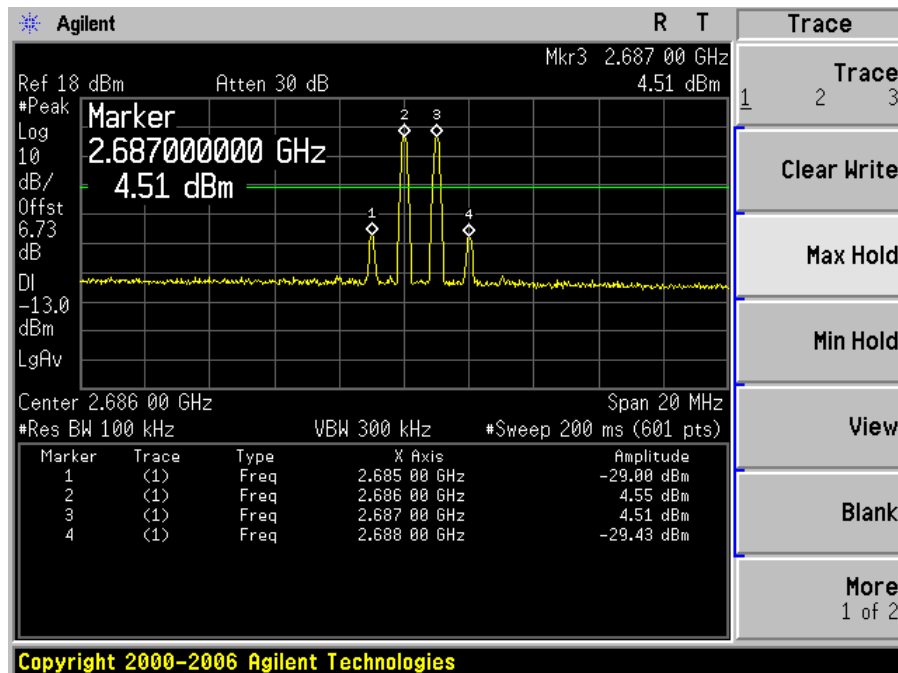 Agilent R T Trace
Mkr3 2.687 00 GHz
Ref 18 dBm Atten 30 dB 4.51 dBm
Trace
1 2 3
#Peak
Log
10
dB/
Offst
6.73
dB
DI
-13.0
dBm
LgAv
Marker
2.687000000 GHz
4.51 dBm
1
2
3
4
Clear Write
Max Hold
Min Hold
View
Blank
More
1 of 2
Center 2.686 00 GHz Span 20 MHz
#Res BW 100 kHz VBW 300 kHz #Sweep 200 ms (601 pts)
Marker Trace Type X Axis Amplitude
1 (1) Freq 2.685 00 GHz -29.00 dBm
2 (1) Freq 2.686 00 GHz 4.55 dBm
3 (1) Freq 2.687 00 GHz 4.51 dBm
4 (1) Freq 2.688 00 GHz -29.43 dBm
Copyright 2000-2006 Agilent Technologies